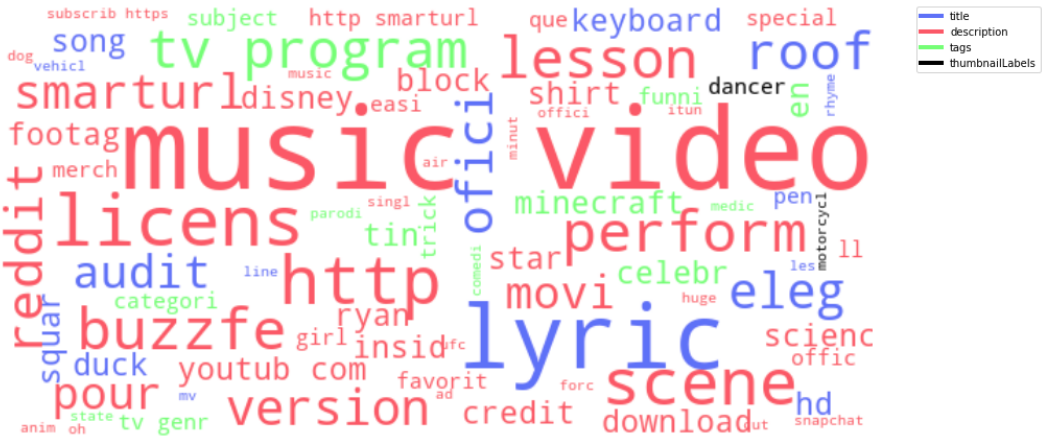 subscrib https
subject
http smarturl
que
keyboard
special
title
description
tags
thumbnailLabels
song
tv program
lesson
roof
dog
vehicl
music
block
smarturl
disney
easi
shirt
funni
dancer
en
rhyme
offici
itun
footag
music
video
ofici
minut
merch
air
reddit
licens
parodi
singl
trick
tin
minecraft
medic
pen
motorcycl
perform
ll
audit
line
http
comedi
star
celebr
les
categori
movi
huge
eleg
squar
buzzfe
ryan
girl
insid
ufc
lyric
scienc
offic
duck
youtub com
favorit
forc
scene
pour
mv
version
ad
credit
download
hd
cut
snapchat
state
tv genr
anim
oh